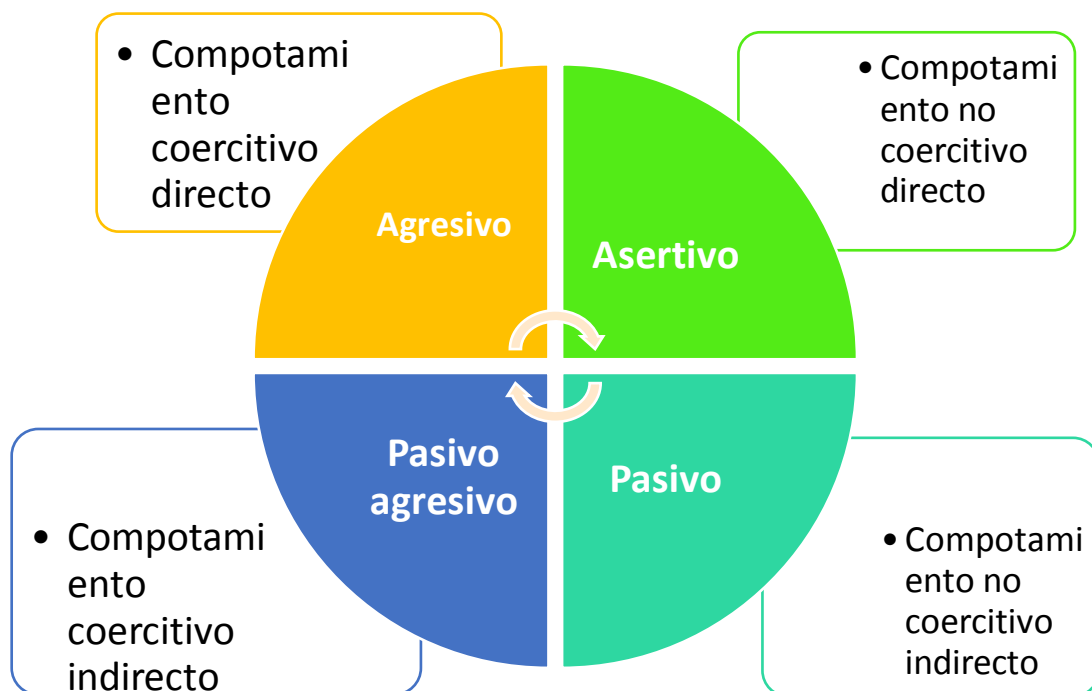 • Compotami
ento
coercitivo
directo
Agresivo
• Compotami
ento no
coercitivo
directo
Asertivo
Pasivo
agresivo
• Compotami
ento
coercitivo
indirecto
Pasivo
• Compotami
ento no
coercitivo
indirecto